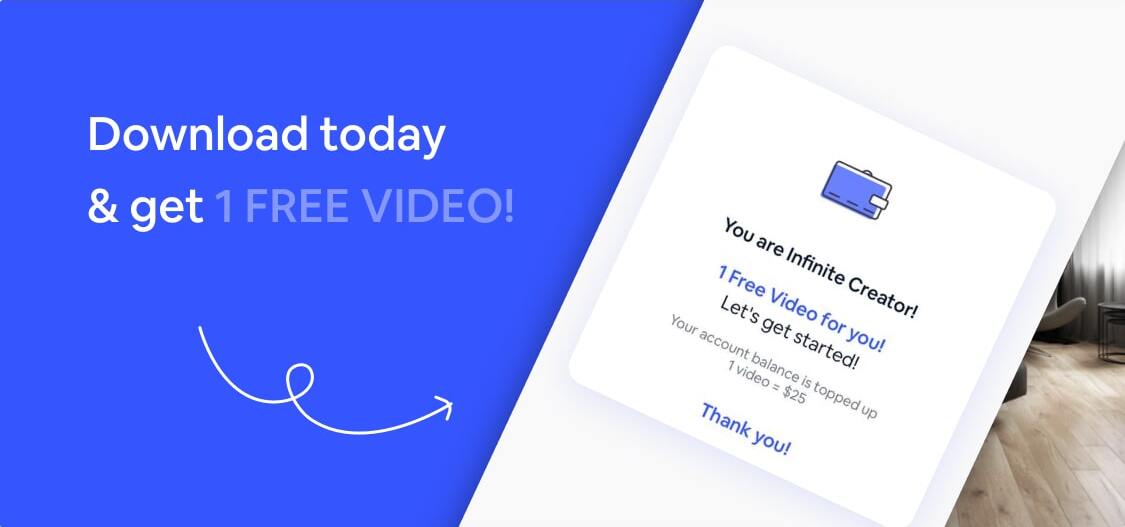 Download today
& get 1 FREE VIDEO!
You are Infinite Creator!
1 Free Video for you!
Let's get started!
Your account balance is topped up
1 video = $25
Thank you!